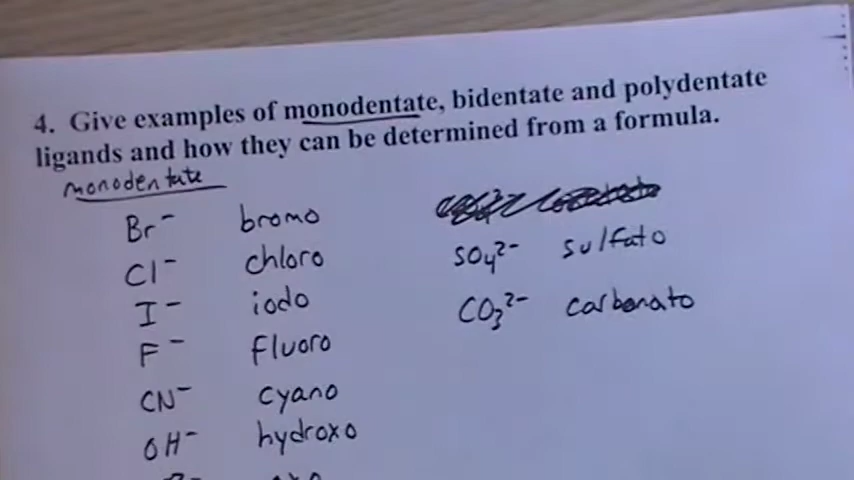 4. Give examples of monodentate, bidentate and polydentate
ligands and how they can be determined from a formula.
monodentate
Br⁻ bromo
Cl⁻ chloro
I⁻ iodo
F⁻ fluoro
CN⁻ cyano
OH⁻ hydroxo
SO₄²⁻ sulfato
CO₃²⁻ carbonato